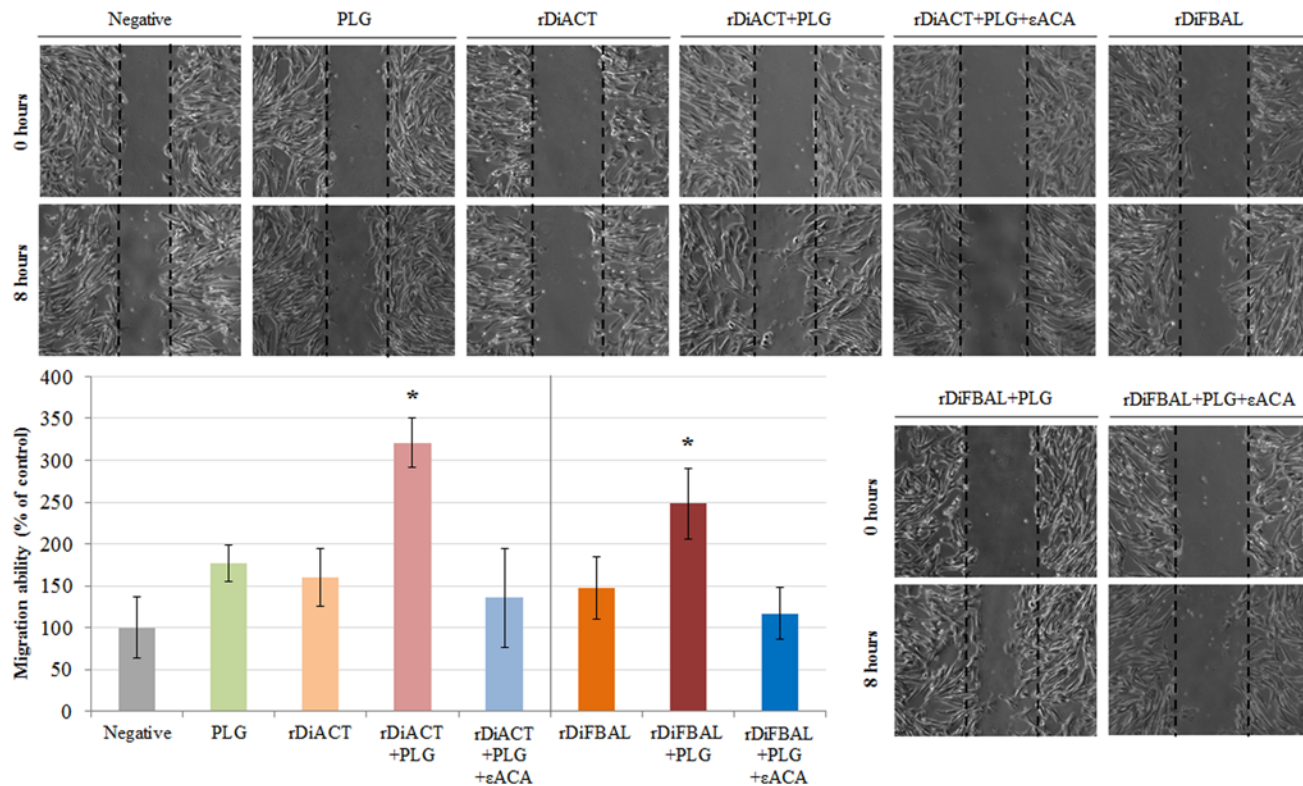 Negative PLG rDiACT rDiACT+PLG rDiACT+PLG+εACA rDiFBAL
0 hours
8 hours
400
350
300
250
200
150
100
50
0
Migration ability (% of control)
*
*
Negative PLG rDiACT rDiACT rDiACT rDiFBAL rDiFBAL rDiFBAL
+PLG +PLG +PLG +PLG
+εACA +εACA
rDiFBAL+PLG rDiFBAL+PLG+εACA
0 hours
8 hours